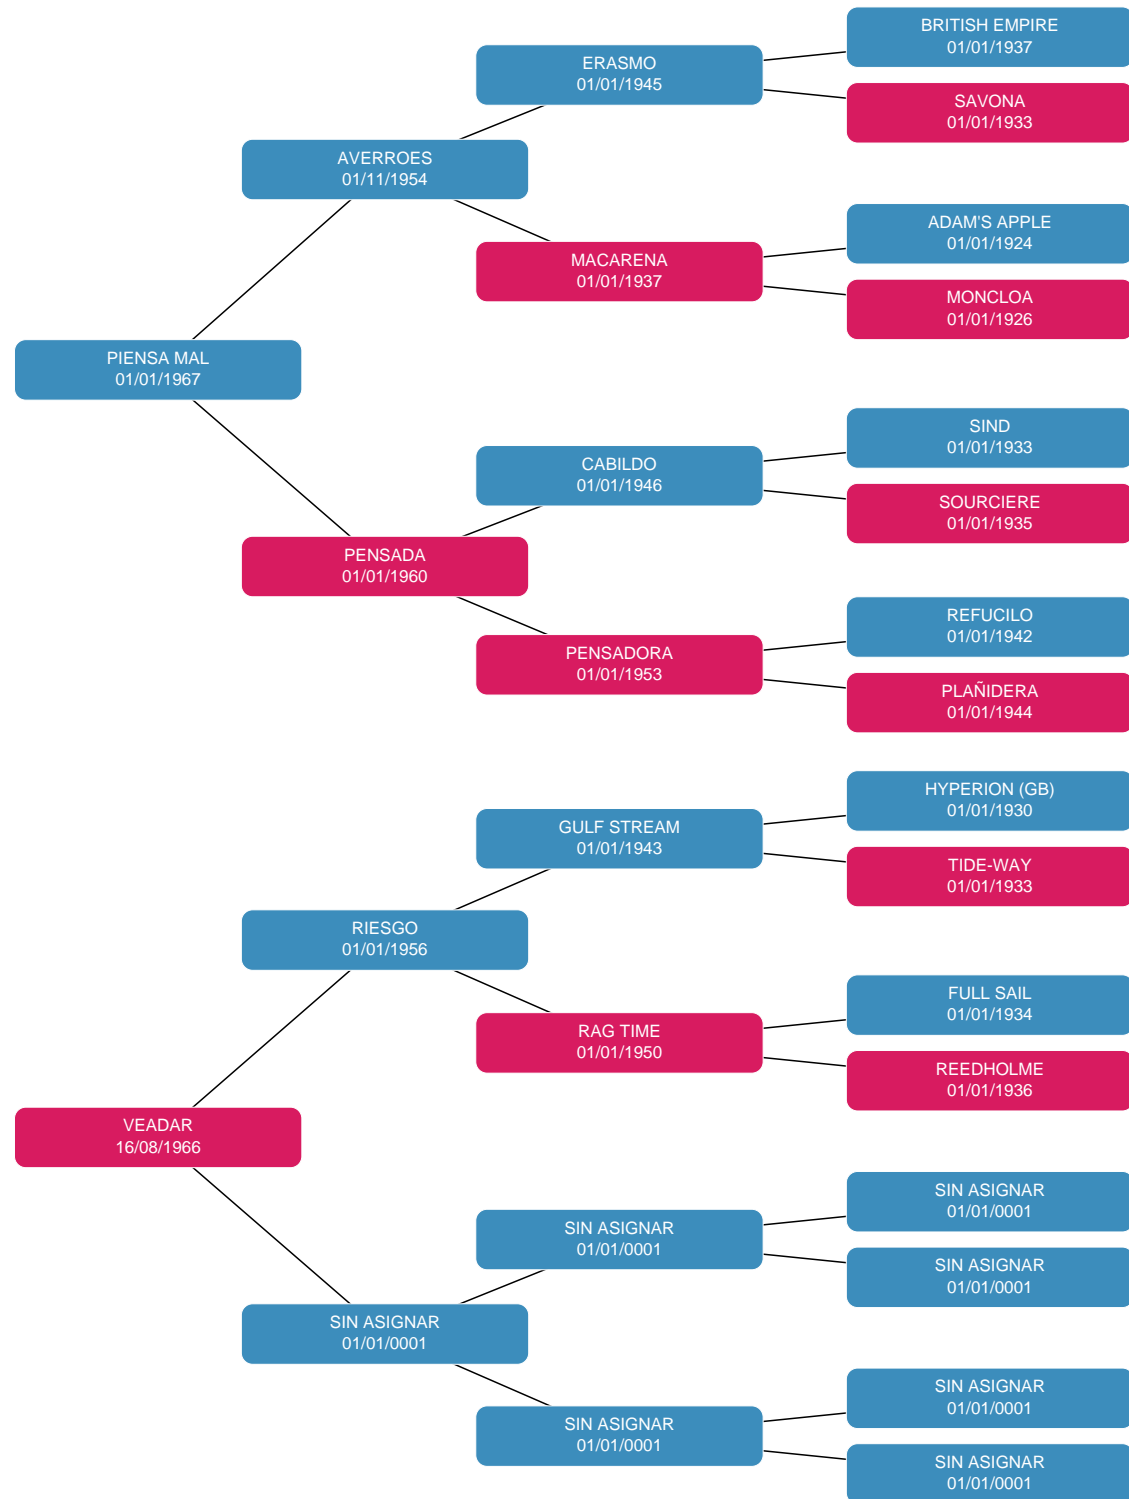 BRITISH EMPIRE
01/01/1937
ERASMO
01/01/1945
SAVONA
01/01/1933
AVERROES
01/11/1954
ADAM'S APPLE
01/01/1924
MACARENA
01/01/1937
MONCLOA
01/01/1926
PIENSA MAL
01/01/1967
SIND
01/01/1933
CABILDO
01/01/1946
SOURCIERE
01/01/1935
PENSADA
01/01/1960
REFUCILO
01/01/1942
PENSADORA
01/01/1953
PLAÑIDERA
01/01/1944
HYPERION (GB)
01/01/1930
GULF STREAM
01/01/1943
TIDE-WAY
01/01/1933
RIESGO
01/01/1956
FULL SAIL
01/01/1934
RAG TIME
01/01/1950
REEDHOLME
01/01/1936
VEADAR
16/08/1966
SIN ASIGNAR
01/01/0001
SIN ASIGNAR
01/01/0001
SIN ASIGNAR
01/01/0001
SIN ASIGNAR
01/01/0001
SIN ASIGNAR
01/01/0001
SIN ASIGNAR
01/01/0001
SIN ASIGNAR
01/01/0001